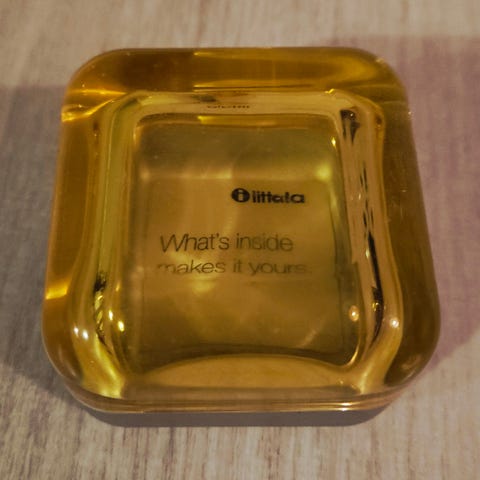 iittala
What's inside
makes it yours.